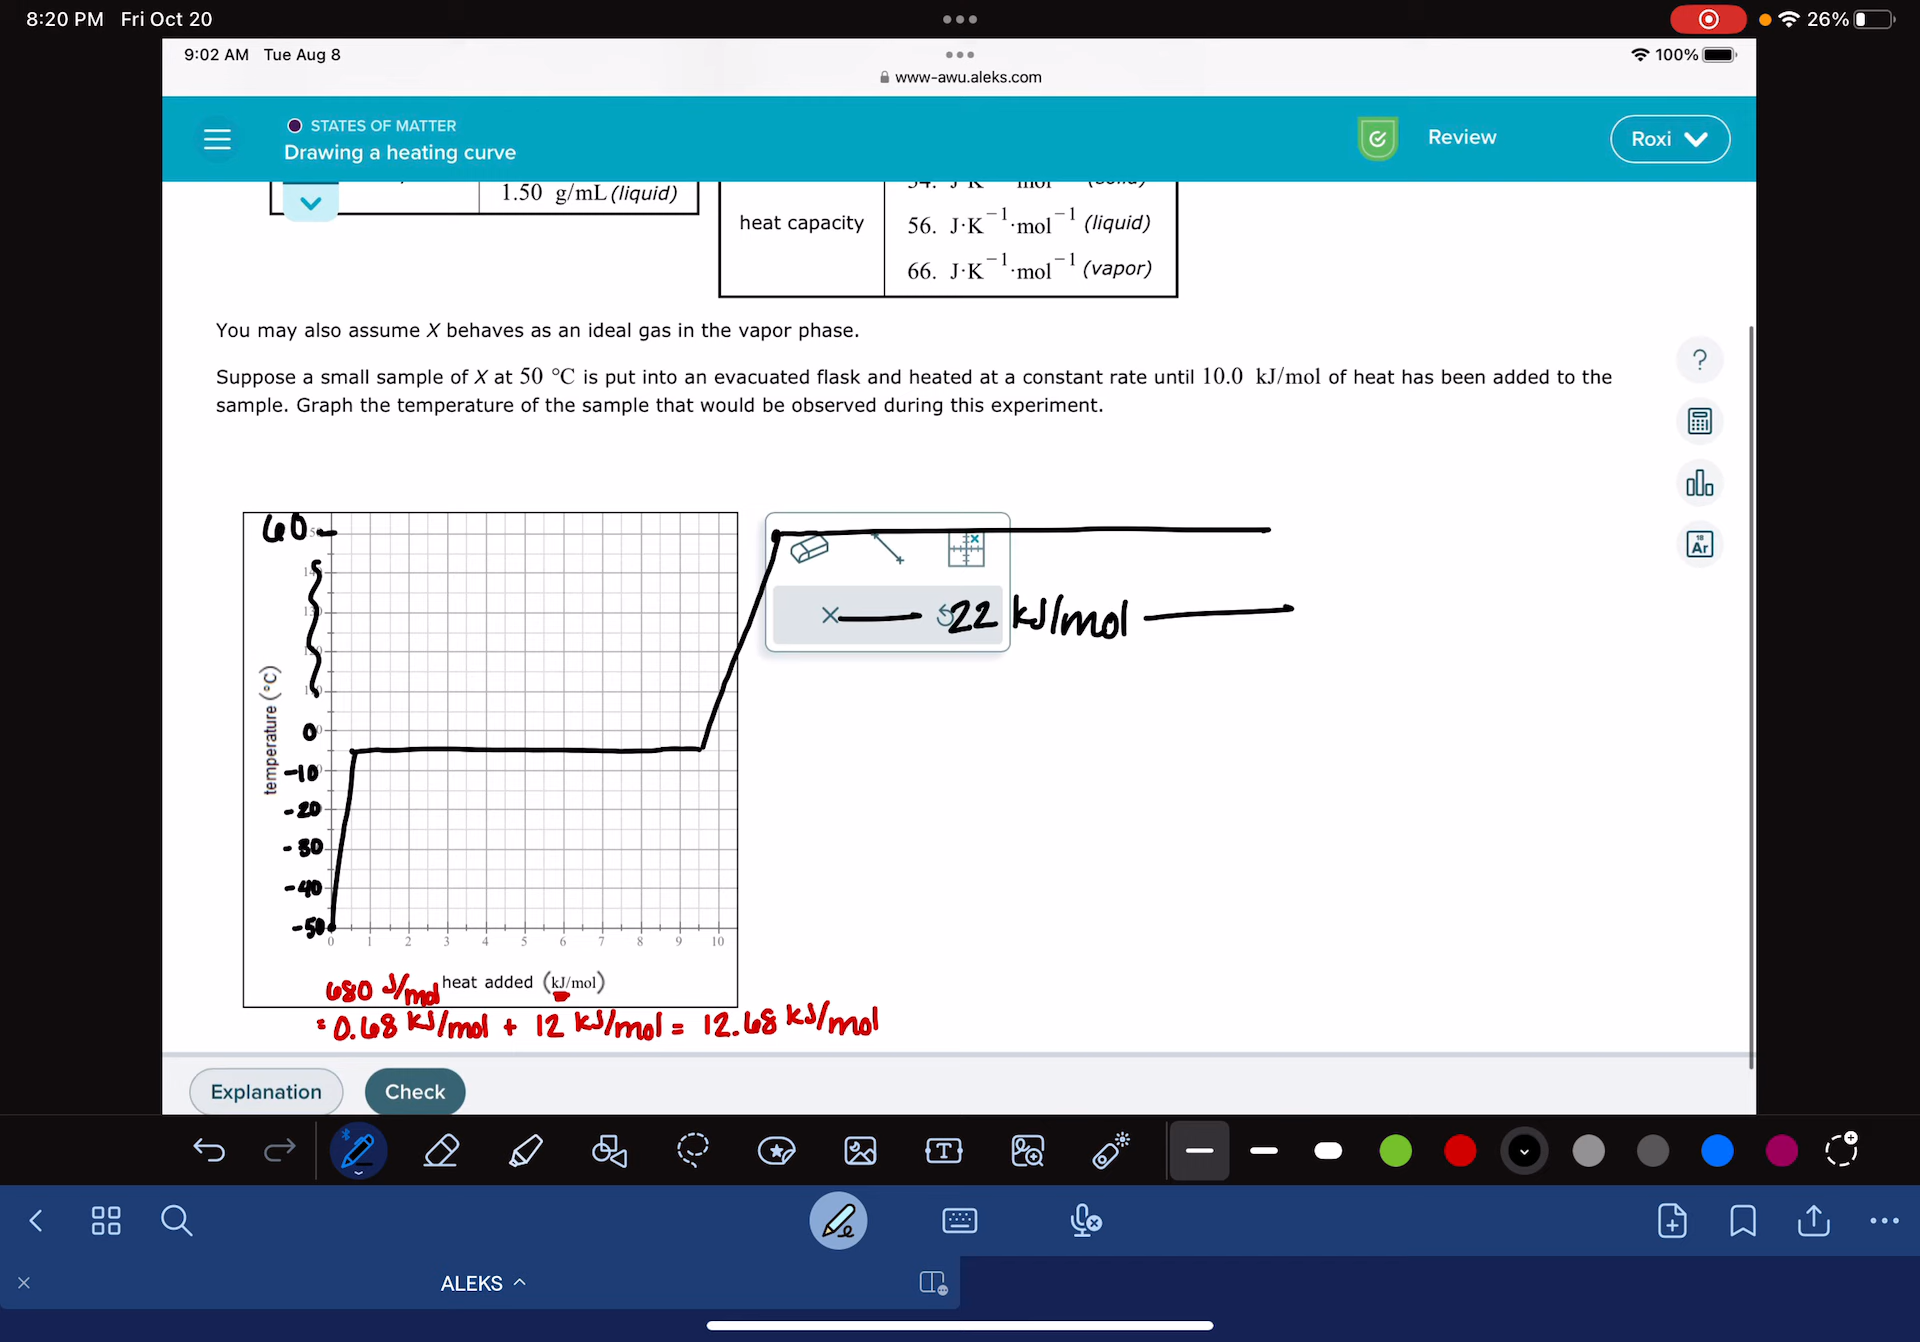 8:20 PM Fri Oct 20
26%
9:02 AM Tue Aug 8
100%
www-awu.aleks.com
STATES OF MATTER
Drawing a heating curve
Review
Roxi
1.50 g/mL (liquid)
heat capacity
56. J·K⁻¹·mol⁻¹ (liquid)
66. J·K⁻¹·mol⁻¹ (vapor)
You may also assume X behaves as an ideal gas in the vapor phase.
Suppose a small sample of X at 50 °C is put into an evacuated flask and heated at a constant rate until 10.0 kJ/mol of heat has been added to the
sample. Graph the temperature of the sample that would be observed during this experiment.
?
18
Ar
60
22 kJ/mol
temperature (°C)
0
-10
-20
-30
-40
-50
0 1 2 3 4 5 6 7 8 9 10
heat added (kJ/mol)
680 J/mol
= 0.68 kJ/mol + 12 kJ/mol = 12.68 kJ/mol
Explanation
Check
ALEKS